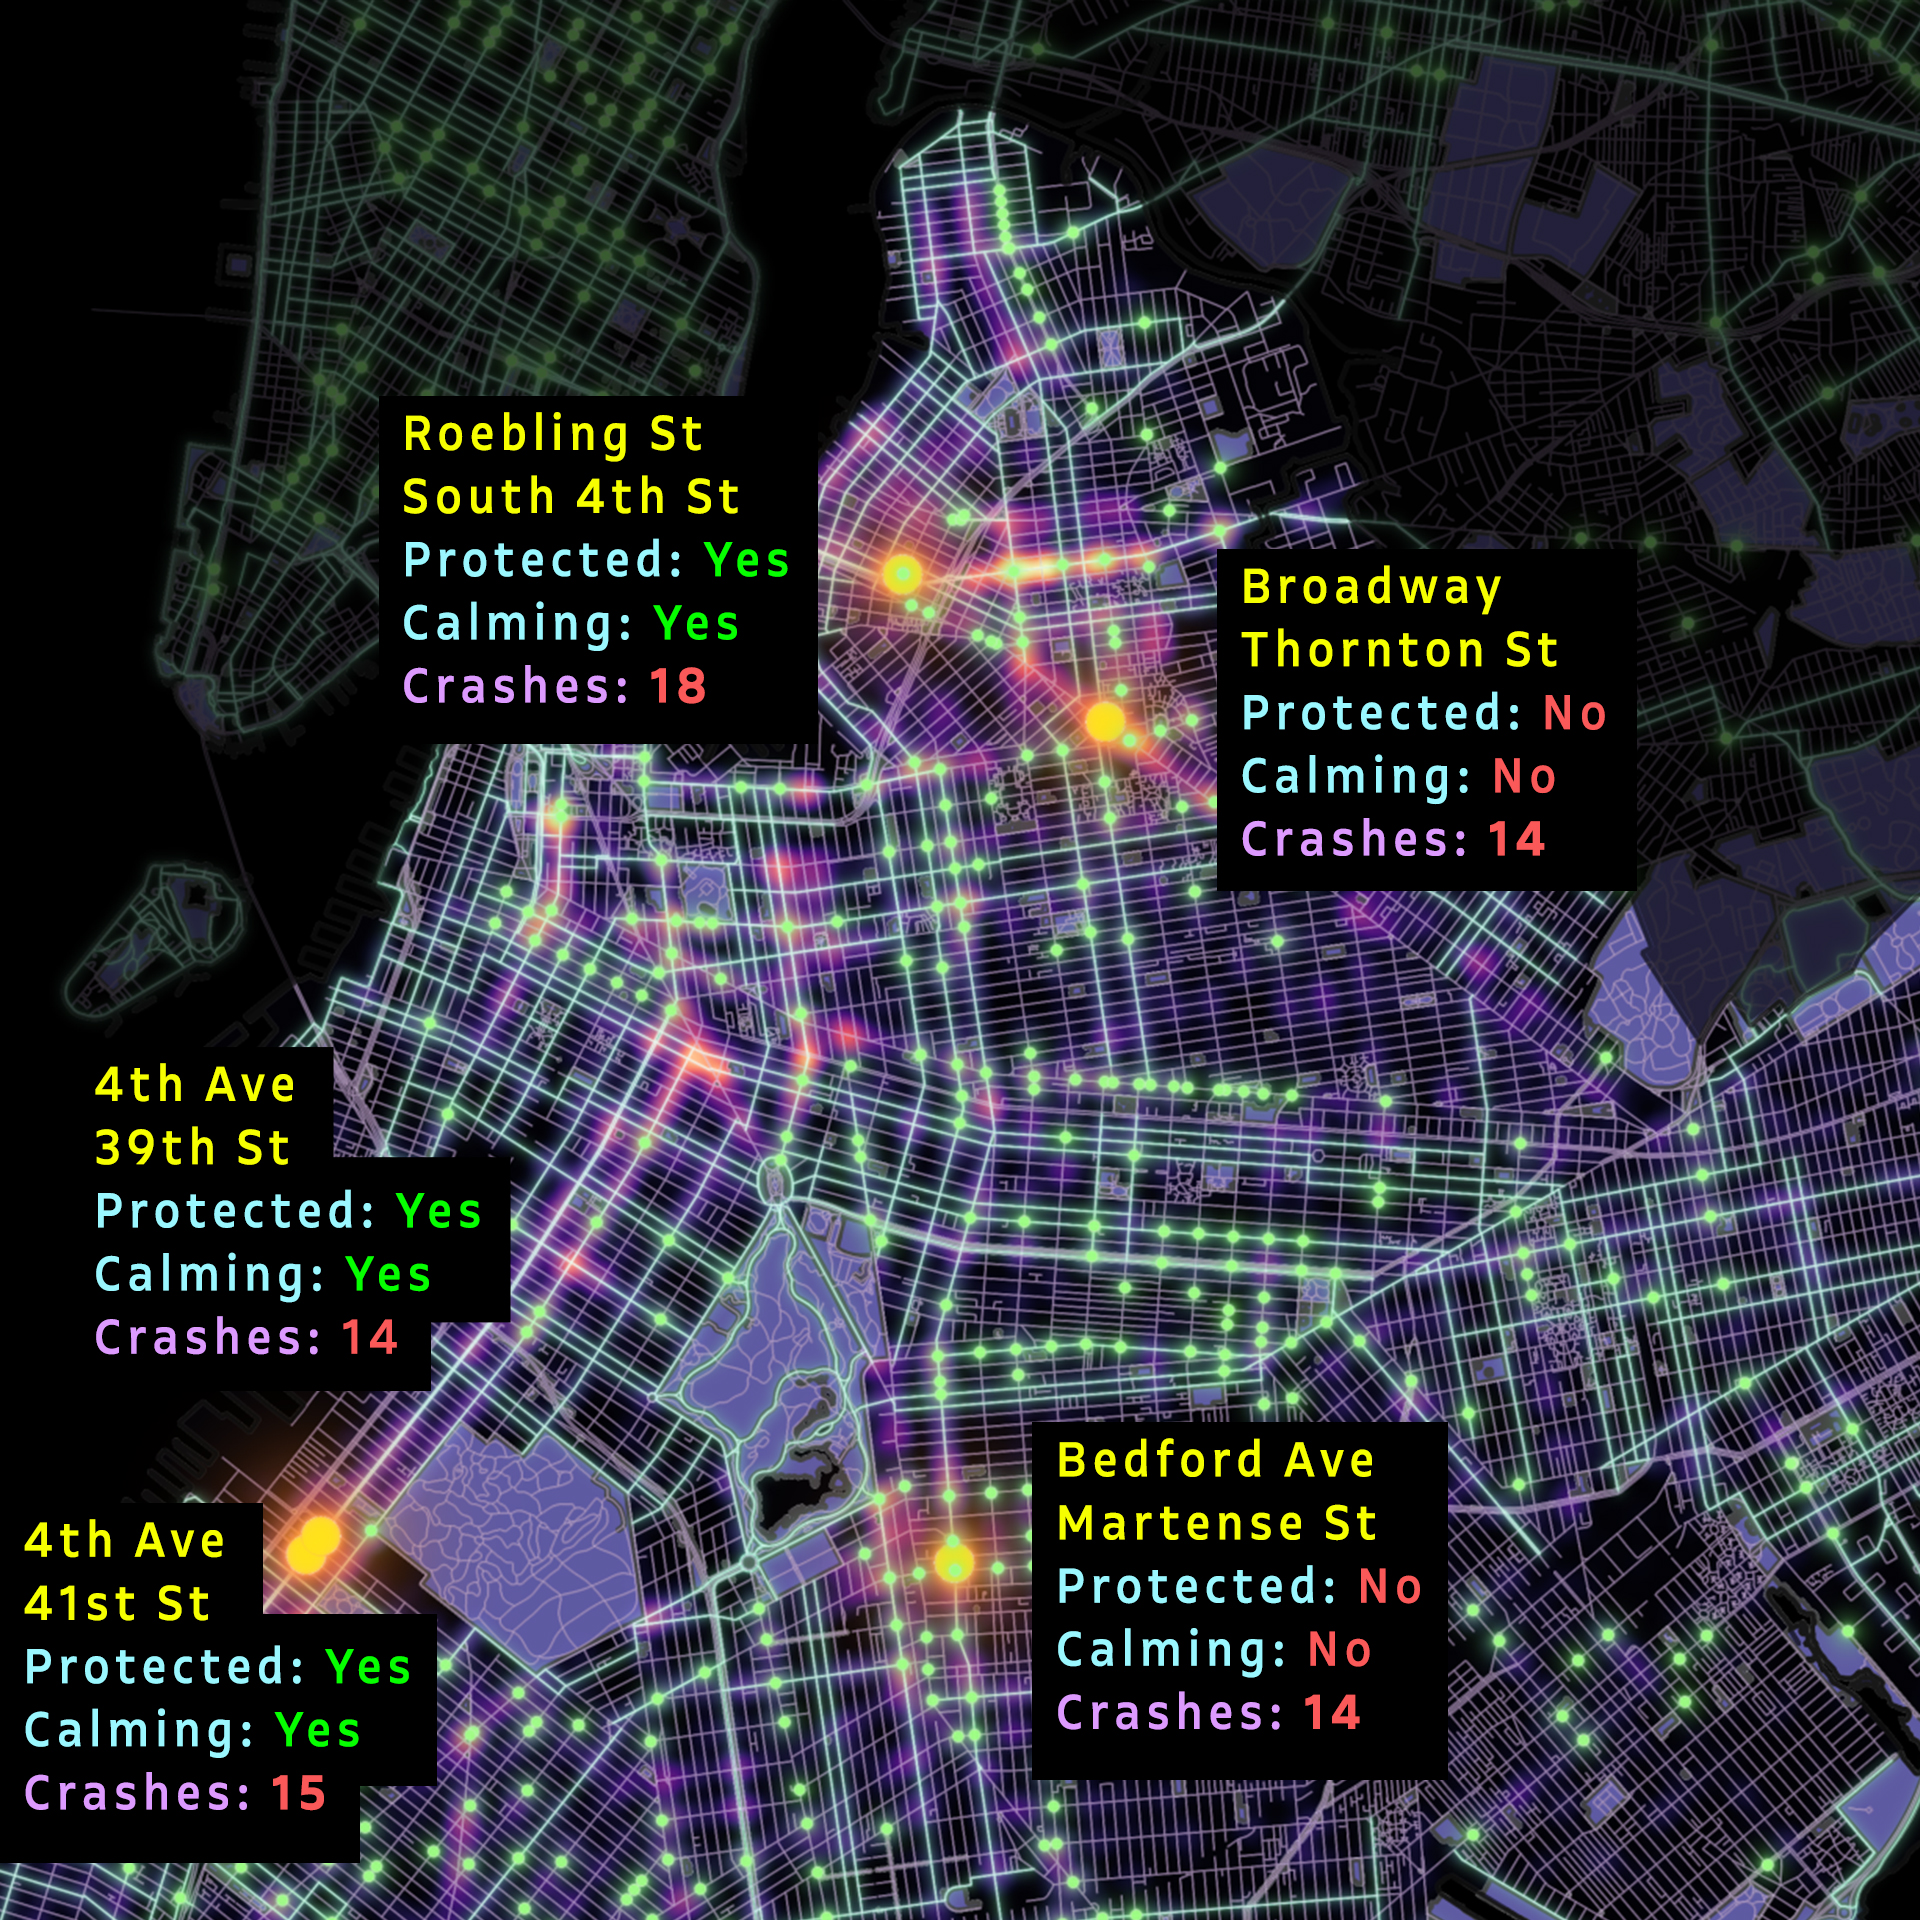 Roebling St
South 4th St
Protected: Yes
Calming: Yes
Crashes: 18
Broadway
Thornton St
Protected: No
Calming: No
Crashes: 14
4th Ave
39th St
Protected: Yes
Calming: Yes
Crashes: 14
Bedford Ave
Martense St
Protected: No
Calming: No
Crashes: 14
4th Ave
41st St
Protected: Yes
Calming: Yes
Crashes: 15